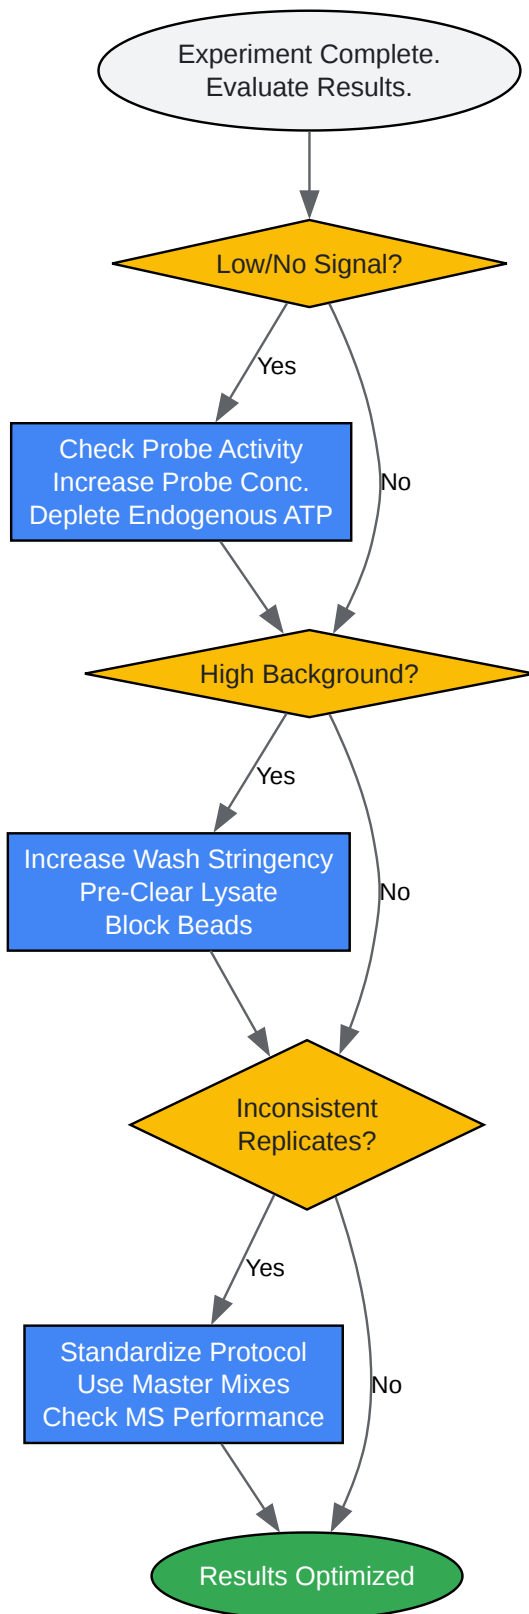 Experiment Complete.
Evaluate Results.
Low/No Signal?
Yes
Check Probe Activity
Increase Probe Conc.
Deplete Endogenous ATP
No
High Background?
Yes
Increase Wash Stringency
Pre-Clear Lysate
Block Beads
No
Inconsistent
Replicates?
Yes
Standardize Protocol
Use Master Mixes
Check MS Performance
No
Results Optimized